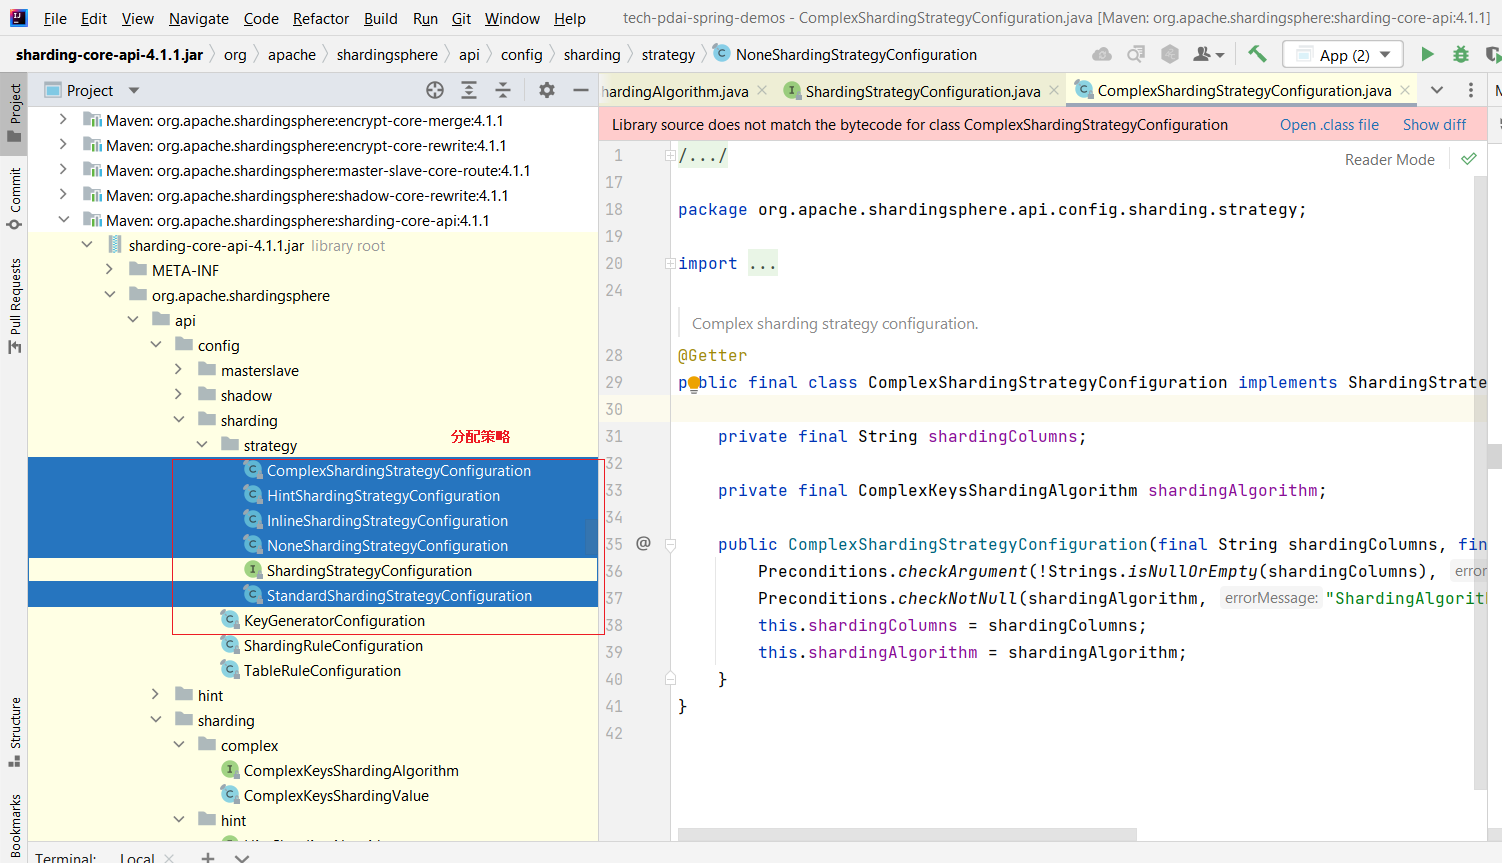 File Edit View Navigate Code Refactor Build Run Git Window Help tech-pdai-spring-demos - ComplexShardingStrategyConfiguration.java [Maven: org.apache.shardingsphere:sharding-core-api:4.1.1]
sharding-core-api-4.1.1.jar org apache shardingsphere api config sharding strategy NoneShardingStrategyConfiguration App (2)
Project
hardingAlgorithm.java ShardingStrategyConfiguration.java ComplexShardingStrategyConfiguration.java
Library source does not match the bytecode for class ComplexShardingStrategyConfiguration Open .class file Show diff
Project
Commit
Pull Requests
Structure
Bookmarks
Maven: org.apache.shardingsphere:encrypt-core-merge:4.1.1
Maven: org.apache.shardingsphere:encrypt-core-rewrite:4.1.1
Maven: org.apache.shardingsphere:master-slave-core-route:4.1.1
Maven: org.apache.shardingsphere:shadow-core-rewrite:4.1.1
Maven: org.apache.shardingsphere:sharding-core-api:4.1.1
sharding-core-api-4.1.1.jar library root
META-INF
org.apache.shardingsphere
api
config
masterslave
shadow
sharding
strategy
分配策略
ComplexShardingStrategyConfiguration
HintShardingStrategyConfiguration
InlineShardingStrategyConfiguration
NoneShardingStrategyConfiguration
ShardingStrategyConfiguration
StandardShardingStrategyConfiguration
KeyGeneratorConfiguration
ShardingRuleConfiguration
TableRuleConfiguration
hint
sharding
complex
ComplexKeysShardingAlgorithm
ComplexKeysShardingValue
hint
Reader Mode
1 /.../
17
18 package org.apache.shardingsphere.api.config.sharding.strategy;
19
20 import ...
24
Complex sharding strategy configuration.
28 @Getter
29 public final class ComplexShardingStrategyConfiguration implements ShardingStrate
30
31 private final String shardingColumns;
32
33 private final ComplexKeysShardingAlgorithm shardingAlgorithm;
34
35 @ public ComplexShardingStrategyConfiguration(final String shardingColumns, fin
36 Preconditions.checkArgument(!Strings.isNullOrEmpty(shardingColumns), error
37 Preconditions.checkNotNull(shardingAlgorithm, errorMessage: "ShardingAlgorit
38 this.shardingColumns = shardingColumns;
39 this.shardingAlgorithm = shardingAlgorithm;
40 }
41 }
42
Terminal: Local